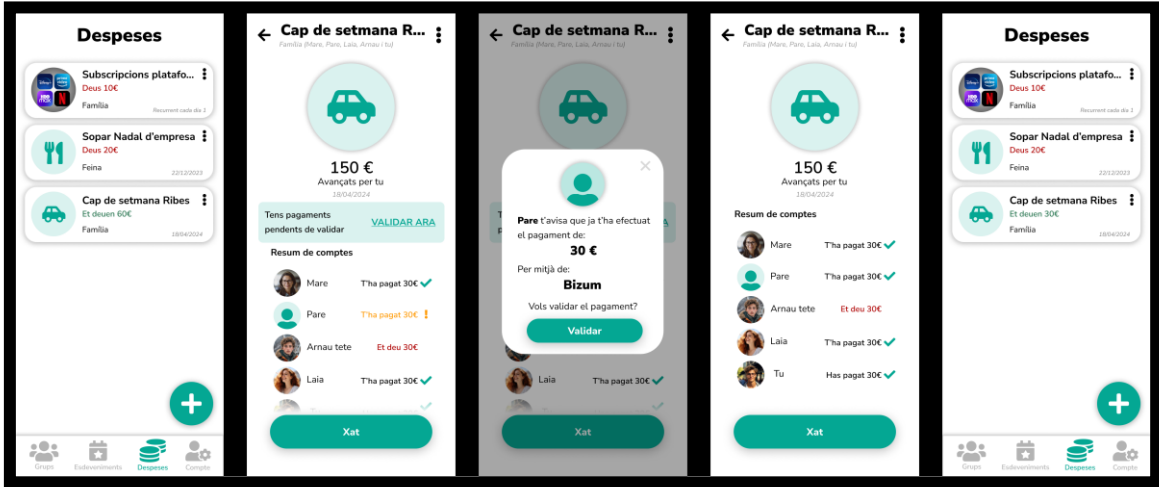 Despeses
Subscripcions platafo...
Deus 10€
Família
Recurrent cada dia 1
Sopar Nadal d'empresa
Deus 20€
Feina
22/12/2023
Cap de setmana Ribes
Et deuen 60€
Família
18/04/2024
Grups
Esdeveniments
Despeses
Compte
Cap de setmana R...
Família (Mare, Pare, Laia, Arnau i tu)
150 €
Avançats per tu
18/04/2024
Tens pagaments
pendents de validar
VALIDAR ARA
Resum de comptes
Mare T'ha pagat 30€
Pare T'ha pagat 30€
Arnau tete Et deu 30€
Laia T'ha pagat 30€
Xat
Cap de setmana R...
Família (Mare, Pare, Laia, Arnau i tu)
Pare t'avisa que ja t'ha efectuat
el pagament de:
30 €
Per mitjà de:
Bizum
Vols validar el pagament?
Validar
Laia T'ha pagat 30€
Xat
Cap de setmana R...
Família (Mare, Pare, Laia, Arnau i tu)
150 €
Avançats per tu
18/04/2024
Resum de comptes
Mare T'ha pagat 30€
Pare T'ha pagat 30€
Arnau tete Et deu 30€
Laia T'ha pagat 30€
Tu Has pagat 30€
Xat
Despeses
Subscripcions platafo...
Deus 10€
Família
Recurrent cada dia 1
Sopar Nadal d'empresa
Deus 20€
Feina
22/12/2023
Cap de setmana Ribes
Et deuen 30€
Família
18/04/2024
Grups
Esdeveniments
Despeses
Compte